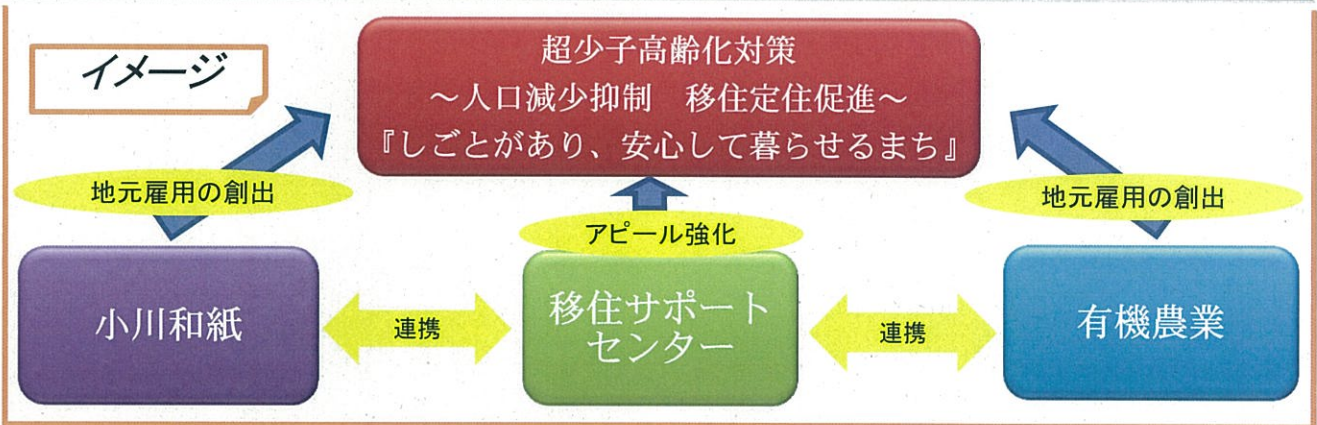 イメージ
超少子高齢化対策
～人口減少抑制　移住定住促進～
『しごとがあり、安心して暮らせるまち』
地元雇用の創出
アピール強化
地元雇用の創出
小川和紙
連携
移住サポート
センター
連携
有機農業